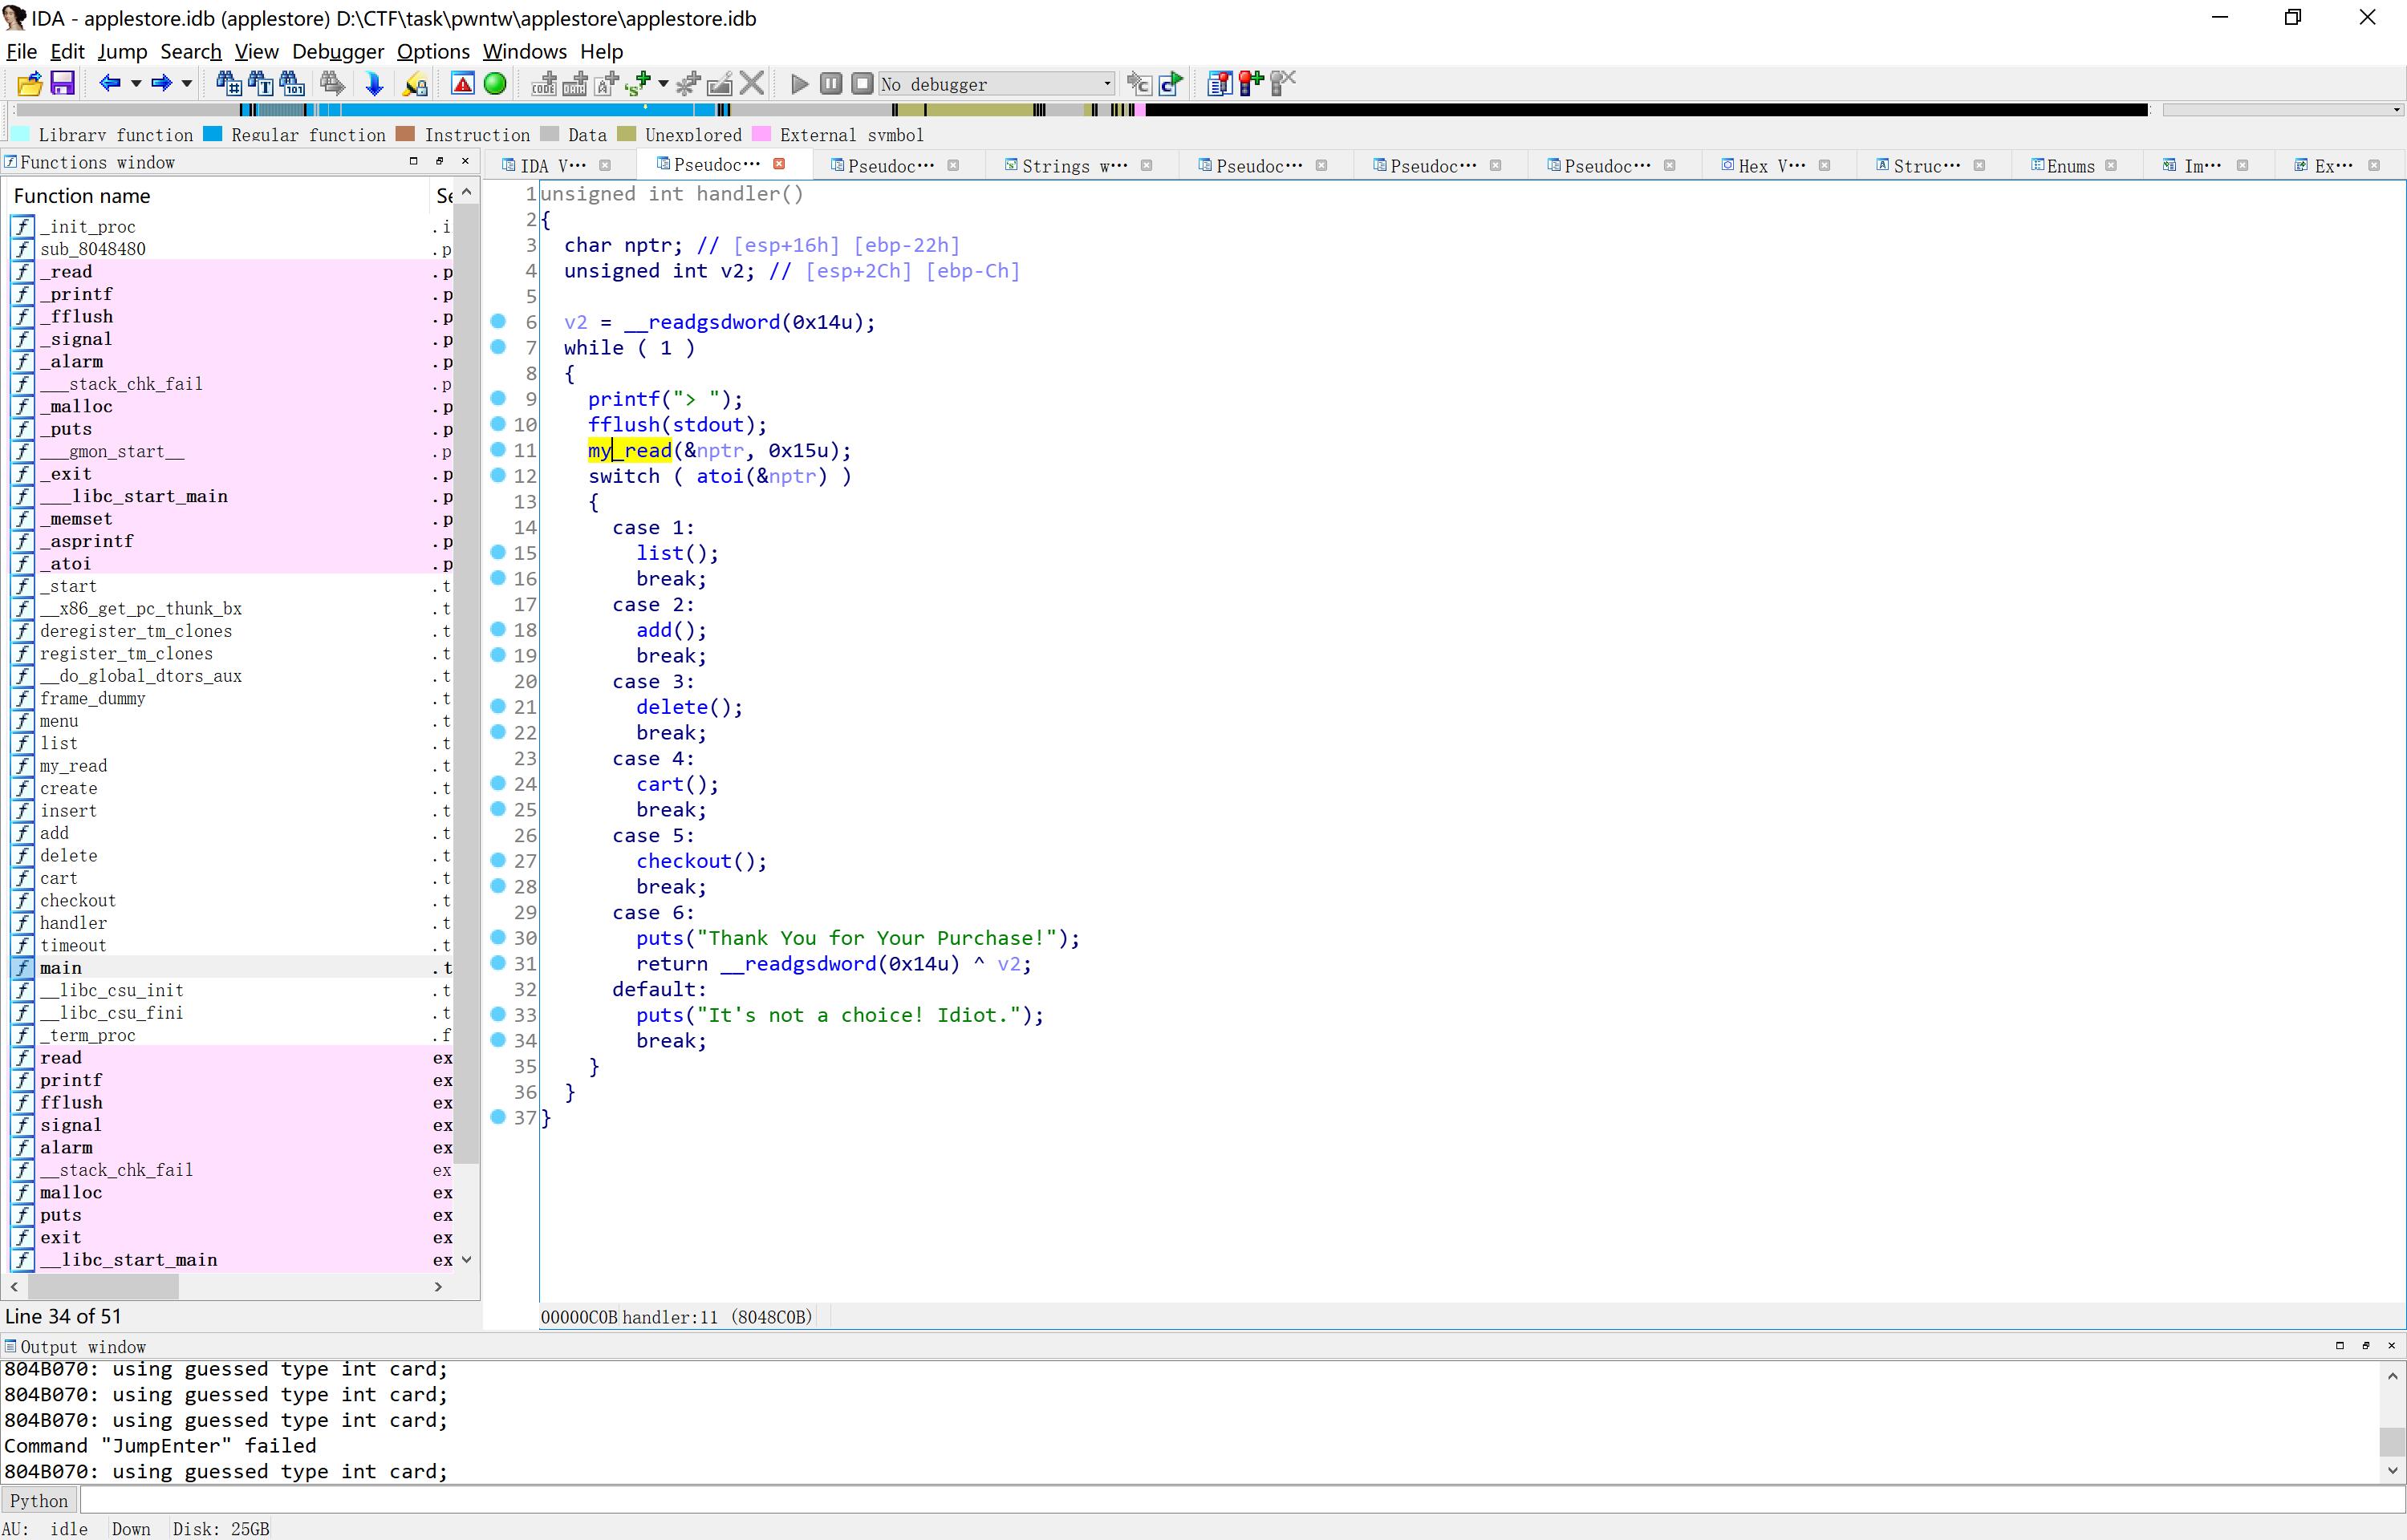 IDA - applestore.idb (applestore) D:\CTF\task\pwntw\applestore\applestore.idb
File Edit Jump Search View Debugger Options Windows Help
No debugger
Library function Regular function Instruction Data Unexplored External symbol
Functions window
IDA V··· Pseudoc··· Pseudoc··· Strings w··· Pseudoc··· Pseudoc··· Pseudoc··· Hex V··· Struc··· Enums Im··· Ex···
Function name Se
_init_proc .i
sub_8048480 .p
_read .p
_printf .p
_fflush .p
_signal .p
_alarm .p
___stack_chk_fail .p
_malloc .p
_puts .p
___gmon_start__ .p
_exit .p
___libc_start_main .p
_memset .p
_asprintf .p
_atoi .p
_start .t
__x86_get_pc_thunk_bx .t
deregister_tm_clones .t
register_tm_clones .t
__do_global_dtors_aux .t
frame_dummy .t
menu .t
list .t
my_read .t
create .t
insert .t
add .t
delete .t
cart .t
checkout .t
handler .t
timeout .t
main .t
__libc_csu_init .t
__libc_csu_fini .t
_term_proc .f
read ex
printf ex
fflush ex
signal ex
alarm ex
__stack_chk_fail ex
malloc ex
puts ex
exit ex
__libc_start_main ex
Line 34 of 51
1 unsigned int handler()
2 {
3 char nptr; // [esp+16h] [ebp-22h]
4 unsigned int v2; // [esp+2Ch] [ebp-Ch]
5
6 v2 = __readgsdword(0x14u);
7 while ( 1 )
8 {
9 printf("> ");
10 fflush(stdout);
11 my_read(&nptr, 0x15u);
12 switch ( atoi(&nptr) )
13 {
14 case 1:
15 list();
16 break;
17 case 2:
18 add();
19 break;
20 case 3:
21 delete();
22 break;
23 case 4:
24 cart();
25 break;
26 case 5:
27 checkout();
28 break;
29 case 6:
30 puts("Thank You for Your Purchase!");
31 return __readgsdword(0x14u) ^ v2;
32 default:
33 puts("It's not a choice! Idiot.");
34 break;
35 }
36 }
37 }
00000C0B handler:11 (8048C0B)
Output window
804B070: using guessed type int card;
804B070: using guessed type int card;
804B070: using guessed type int card;
Command "JumpEnter" failed
804B070: using guessed type int card;
Python
AU: idle Down Disk: 25GB